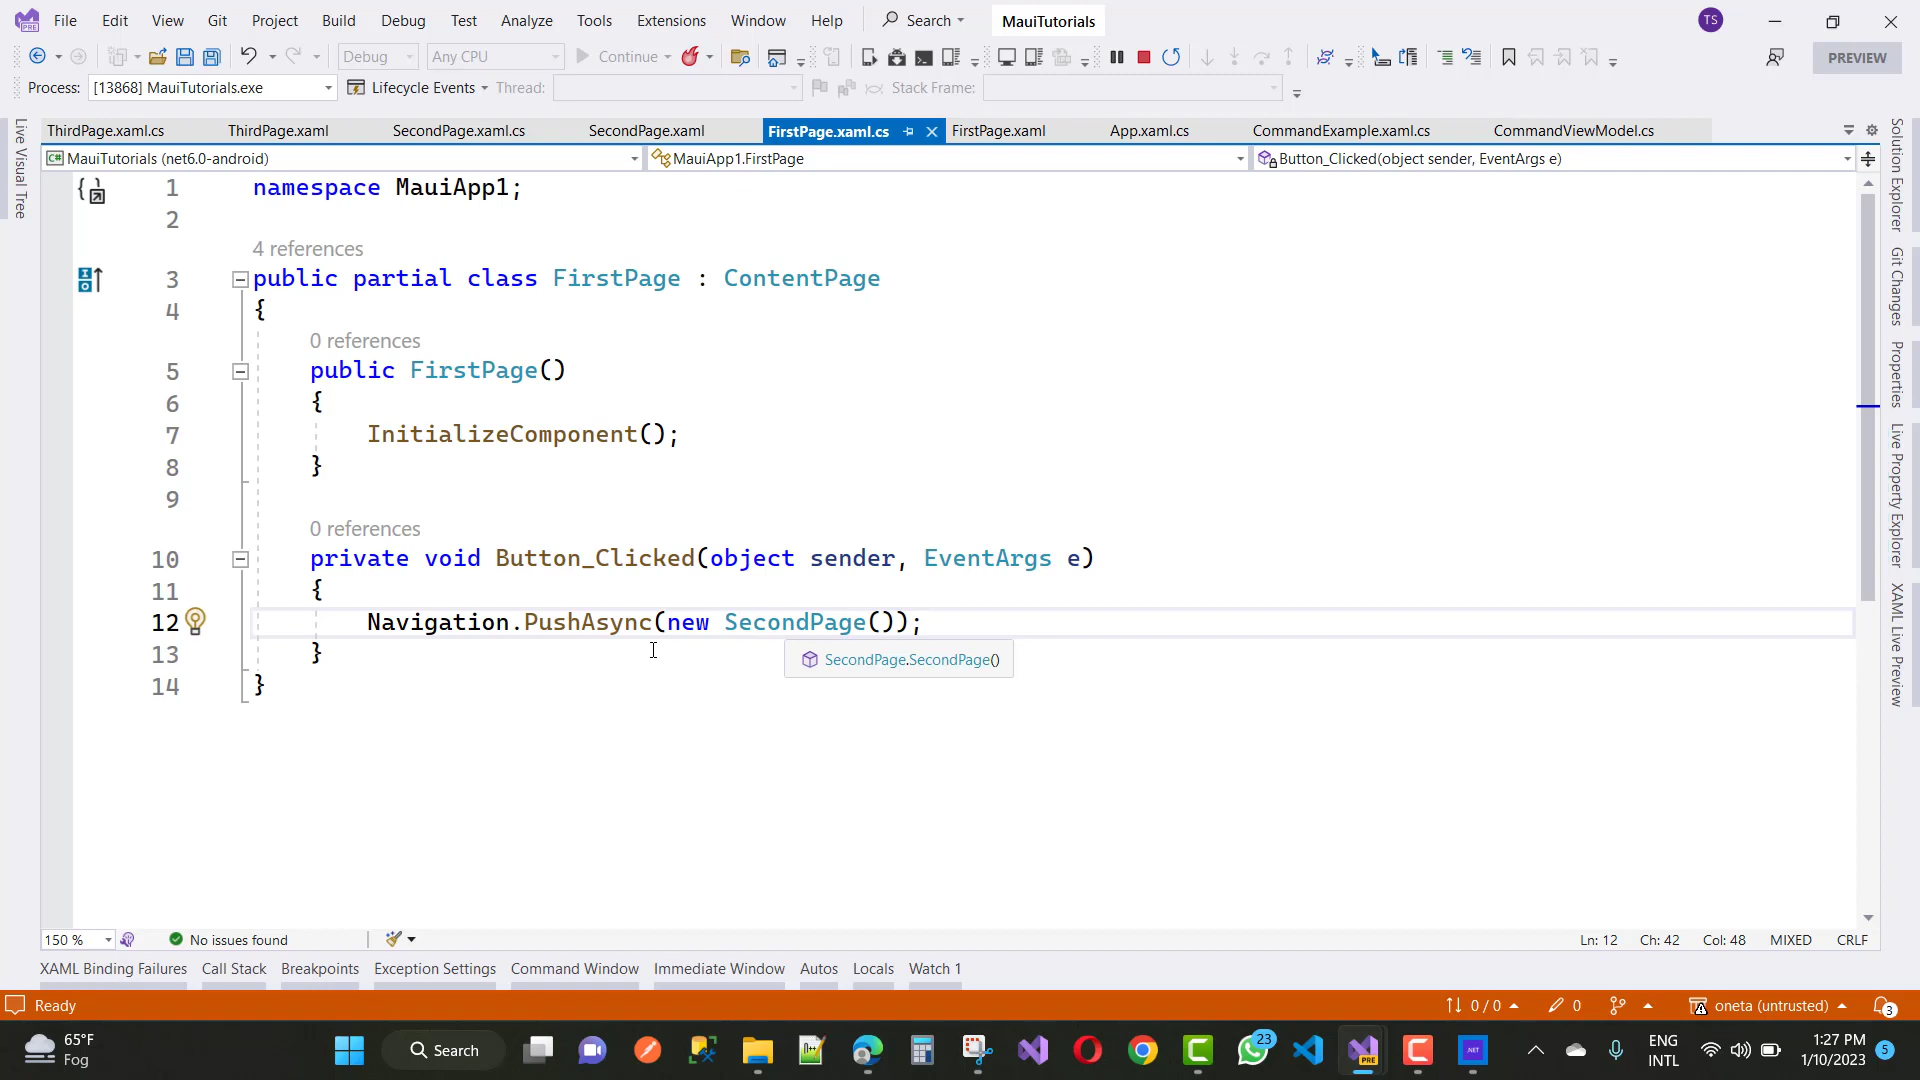 File Edit View Git Project Build Debug Test Analyze Tools Extensions Window Help Search MauiTutorials TS
Debug Any CPU Continue PREVIEW
Process: [13868] MauiTutorials.exe Lifecycle Events Thread: Stack Frame:
ThirdPage.xaml.cs ThirdPage.xaml SecondPage.xaml.cs SecondPage.xaml FirstPage.xaml.cs FirstPage.xaml App.xaml.cs CommandExample.xaml.cs CommandViewModel.cs
C# MauiTutorials (net6.0-android) MauiApp1.FirstPage Button_Clicked(object sender, EventArgs e)
Live Visual Tree
1 namespace MauiApp1;
2
4 references
3 public partial class FirstPage : ContentPage
4 {
0 references
5 public FirstPage()
6 {
7 InitializeComponent();
8 }
9
0 references
10 private void Button_Clicked(object sender, EventArgs e)
11 {
12 Navigation.PushAsync(new SecondPage());
13 }
SecondPage.SecondPage()
14 }
Solution Explorer
Git Changes
Properties
Live Property Explorer
XAML Live Preview
150 % No issues found Ln: 12 Ch: 42 Col: 48 MIXED CRLF
XAML Binding Failures Call Stack Breakpoints Exception Settings Command Window Immediate Window Autos Locals Watch 1
Ready 0 / 0 0 oneta (untrusted) 3
65°F
Fog
Search
PRE
.NET
23
ENG
INTL
1:27 PM
1/10/2023
5